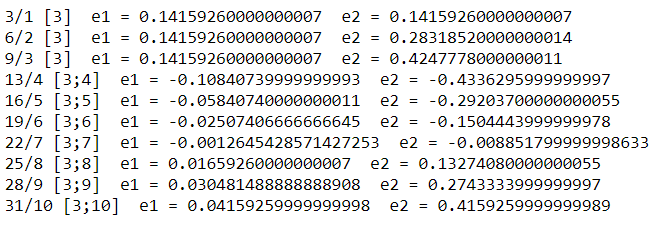 3/1 [3]  e1 = 0.14159260000000007  e2 = 0.14159260000000007
6/2 [3]  e1 = 0.14159260000000007  e2 = 0.28318520000000014
9/3 [3]  e1 = 0.14159260000000007  e2 = 0.4247778000000011
13/4 [3;4]  e1 = -0.10840739999999993  e2 = -0.4336295999999997
16/5 [3;5]  e1 = -0.05840740000000011  e2 = -0.29203700000000055
19/6 [3;6]  e1 = -0.02507406666666645  e2 = -0.1504443999999978
22/7 [3;7]  e1 = -0.0012645428571427253  e2 = -0.008851799999998633
25/8 [3;8]  e1 = 0.01659260000000007  e2 = 0.13274080000000055
28/9 [3;9]  e1 = 0.030481488888888908  e2 = 0.2743333999999997
31/10 [3;10]  e1 = 0.04159259999999998  e2 = 0.4159259999999989